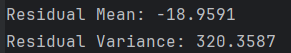 Residual Mean: -18.9591
Residual Variance: 320.3587